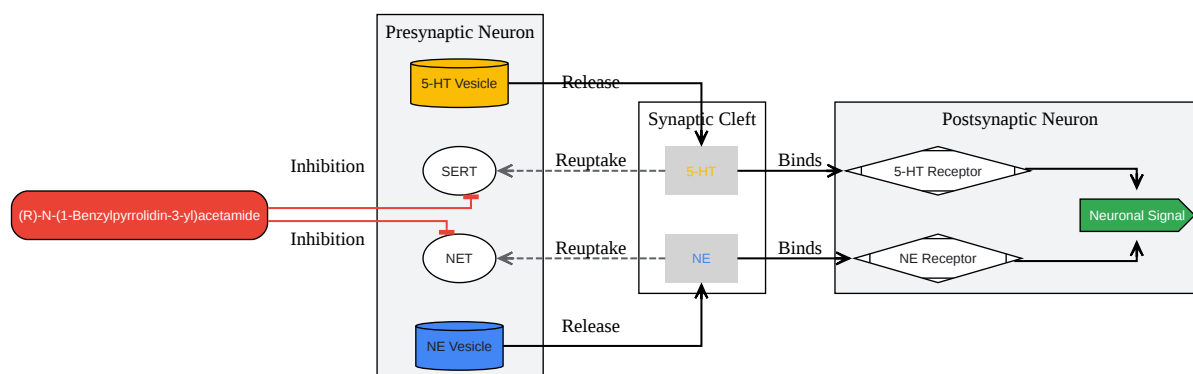 Presynaptic Neuron
5-HT Vesicle
Release
Synaptic Cleft
Postsynaptic Neuron
Inhibition
SERT
Reuptake
5-HT
Binds
5-HT Receptor
(R)-N-(1-Benzylpyrrolidin-3-yl)acetamide
Neuronal Signal
Inhibition
NET
Reuptake
NE
Binds
NE Receptor
Release
NE Vesicle